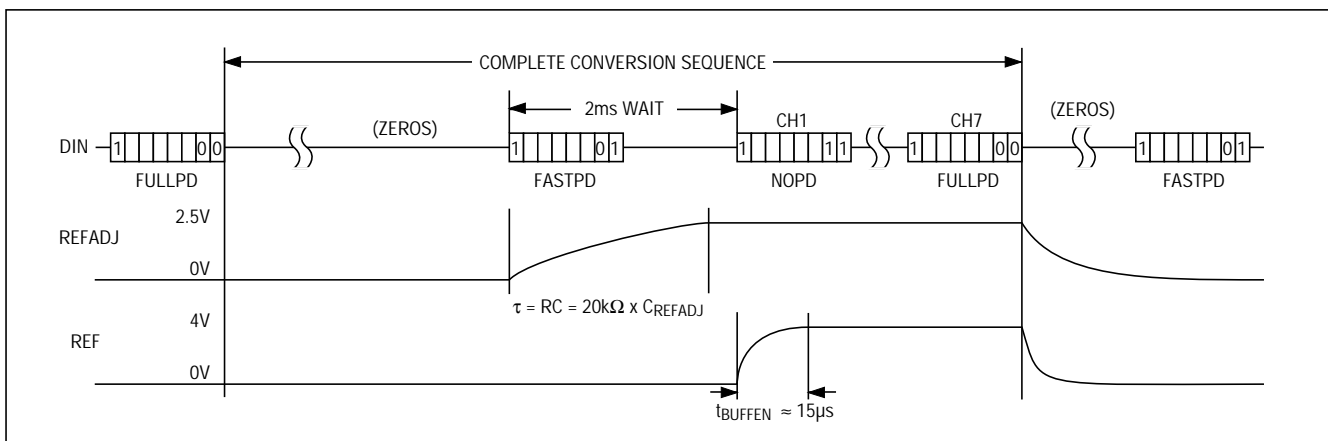 COMPLETE CONVERSION SEQUENCE
2ms WAIT
(ZEROS)
(ZEROS)
CH1
CH7
DIN
1 0 0
1 0 1
1 1 1
1 0 0
1 0 1
FULLPD
FASTPD
NOPD
FULLPD
FASTPD
2.5V
REFADJ
0V
τ = RC = 20kΩ x CREFADJ
4V
REF
0V
tBUFFEN ≈ 15µs